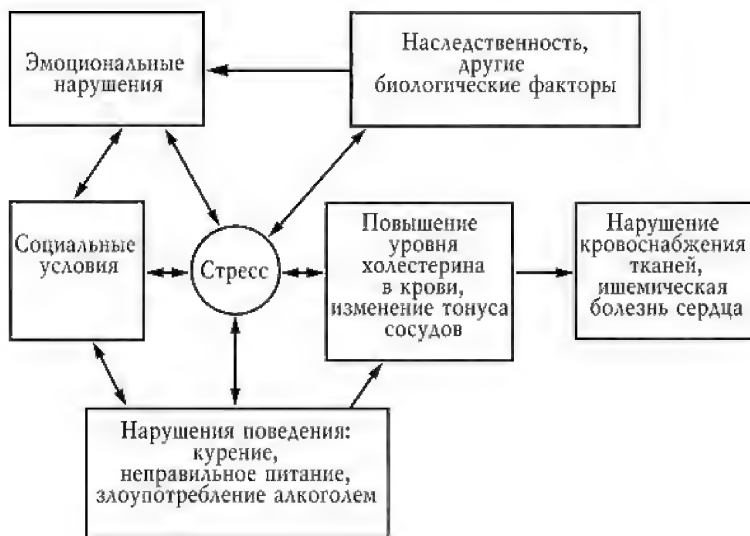 Эмоциональные
нарушения
Наследственность,
другие
биологические факторы
Социальные
условия
Стресс
Повышение
уровня
холестерина
в крови,
изменение тонуса
сосудов
Нарушение
кровоснабжения
тканей,
ишемическая
болезнь сердца
Нарушения поведения:
курение,
неправильное питание,
злоупотребление алкоголем